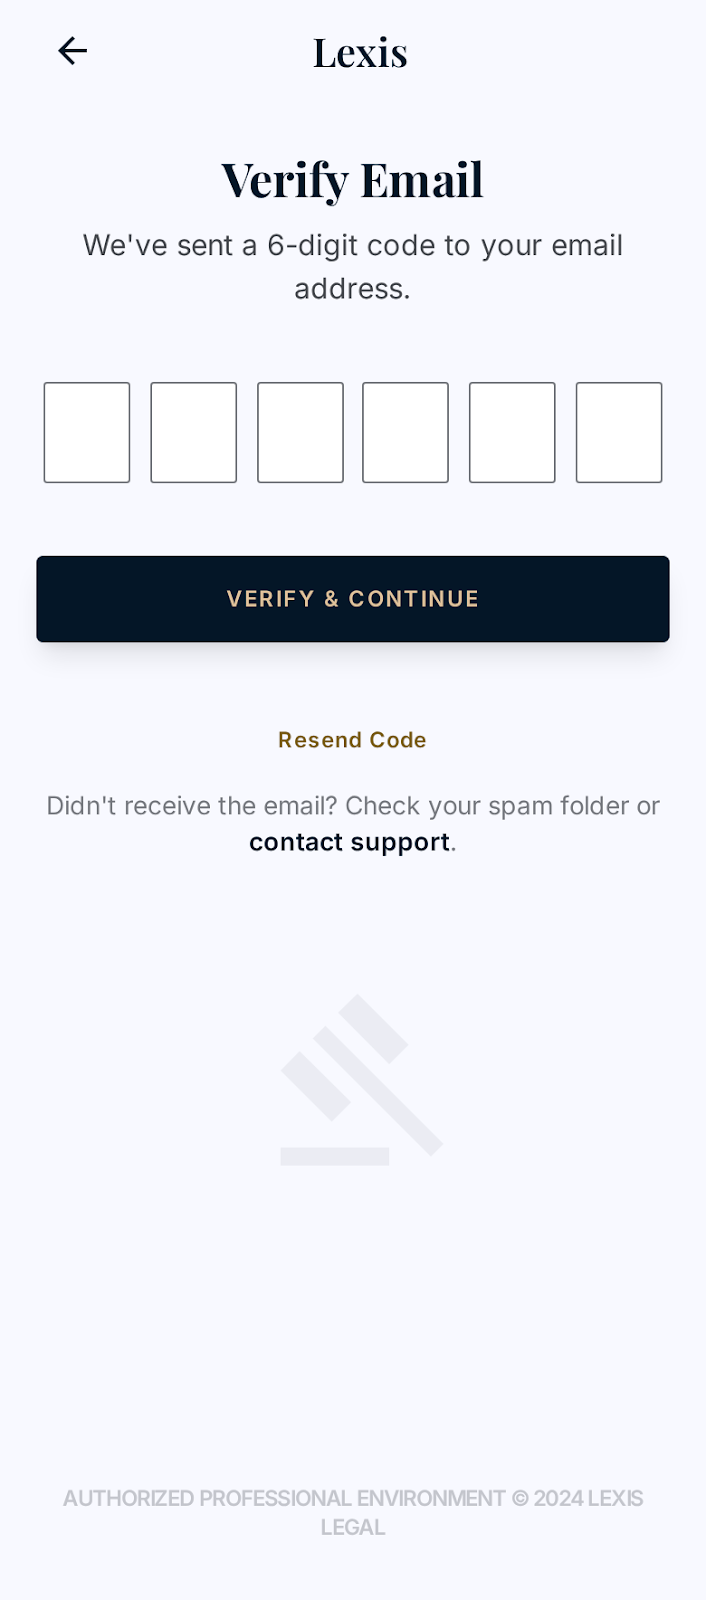 Lexis
Verify Email
We've sent a 6-digit code to your email
address.
VERIFY & CONTINUE
Resend Code
Didn't receive the email? Check your spam folder or
contact support.
AUTHORIZED PROFESSIONAL ENVIRONMENT © 2024 LEXIS
LEGAL